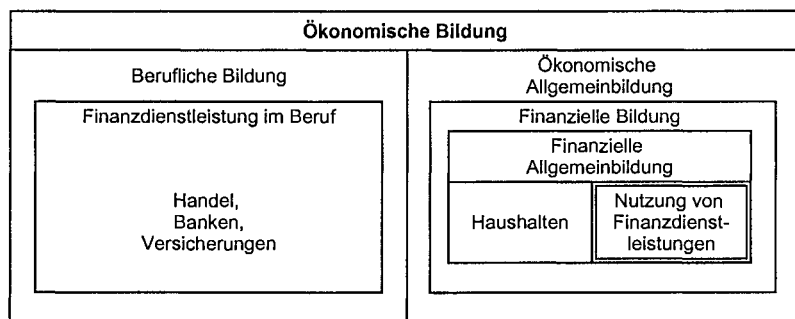 Ökonomische Bildung
Berufliche Bildung
Finanzdienstleistung im Beruf
Handel,
Banken,
Versicherungen
Ökonomische
Allgemeinbildung
Finanzielle Bildung
Finanzielle
Allgemeinbildung
Haushalten
Nutzung von
Finanzdienst-
leistungen